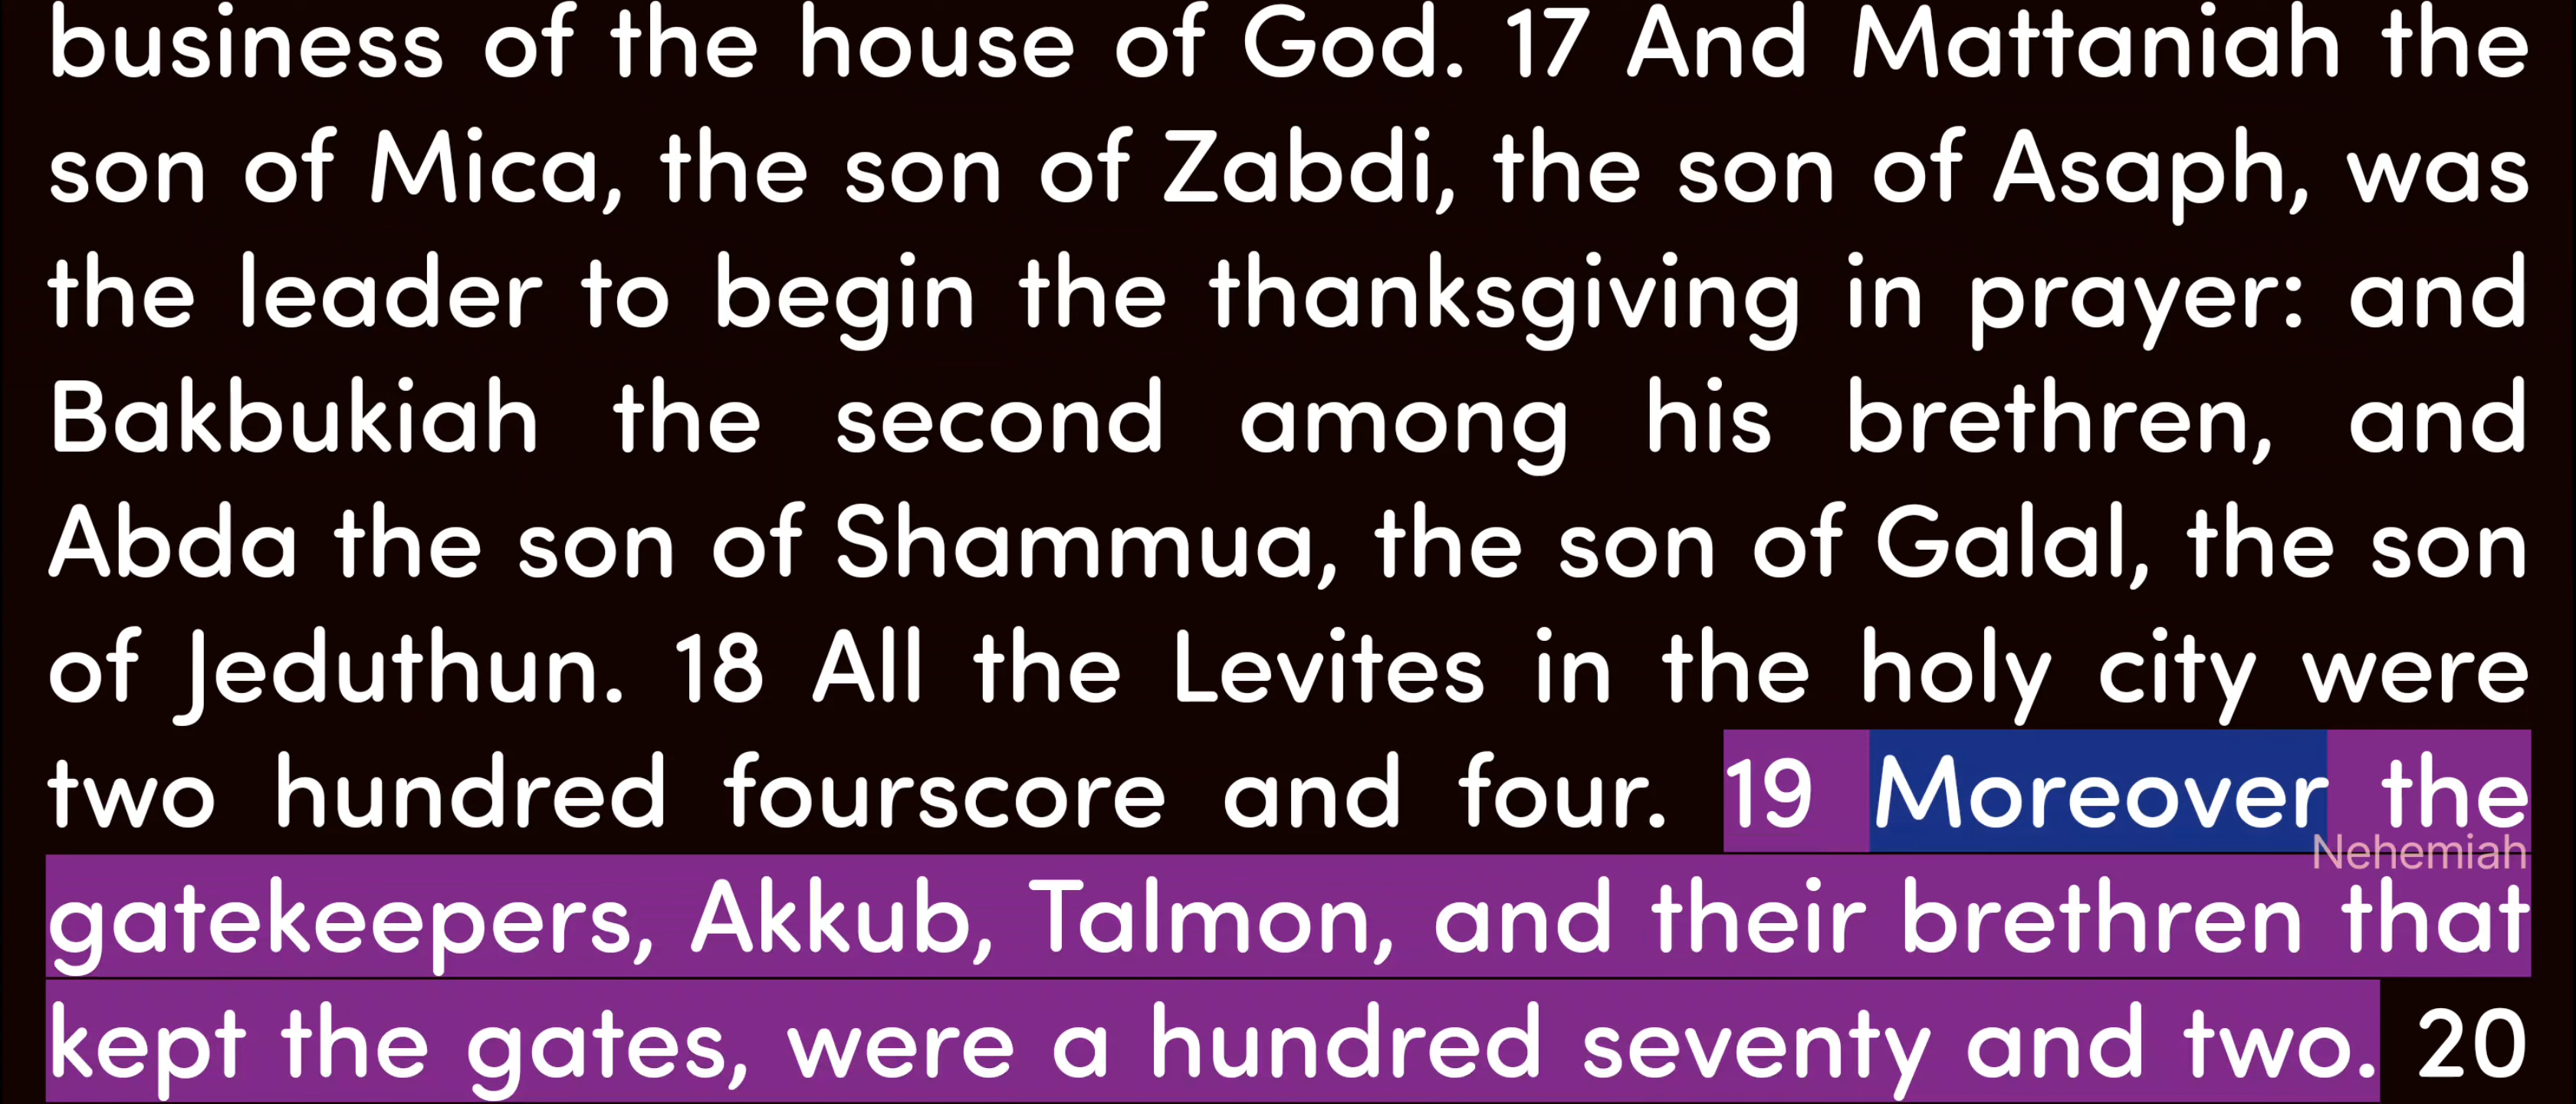 business of the house of God. 17 And Mattaniah the
son of Mica, the son of Zabdi, the son of Asaph, was
the leader to begin the thanksgiving in prayer: and
Bakbukiah the second among his brethren, and
Abda the son of Shammua, the son of Galal, the son
of Jeduthun. 18 All the Levites in the holy city were
two hundred fourscore and four. 19 Moreover the
Nehemiah
gatekeepers, Akkub, Talmon, and their brethren that
kept the gates, were a hundred seventy and two. 20